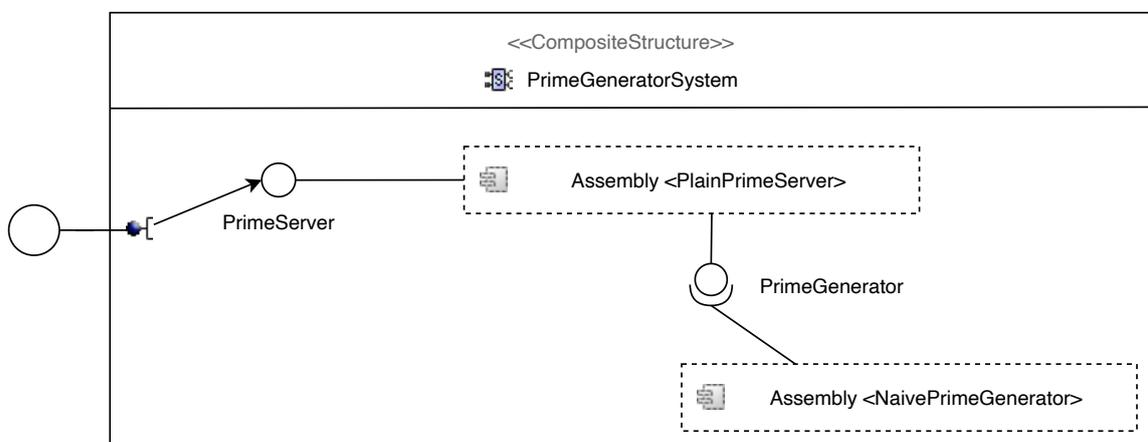 <<CompositeStructure>>
PrimeGeneratorSystem
Assembly <PlainPrimeServer>
PrimeServer
PrimeGenerator
Assembly <NaivePrimeGenerator>